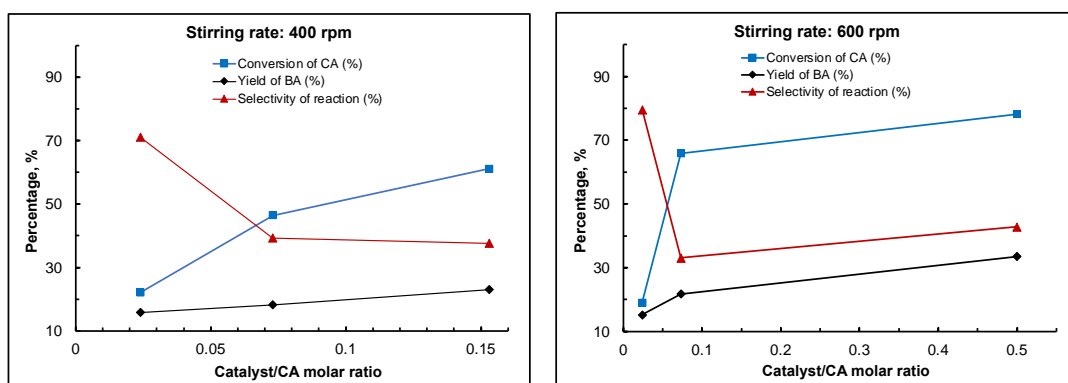 Stirring rate: 400 rpm
Conversion of CA (%)
Yield of BA (%)
Selectivity of reaction (%)
Percentage, %
90
70
50
30
10
0
0.05
0.1
0.15
Catalyst/CA molar ratio
Stirring rate: 600 rpm
Conversion of CA (%)
Yield of BA (%)
Selectivity of reaction (%)
Percentage, %
90
70
50
30
10
0
0.1
0.2
0.3
0.4
0.5
Catalyst/CA molar ratio